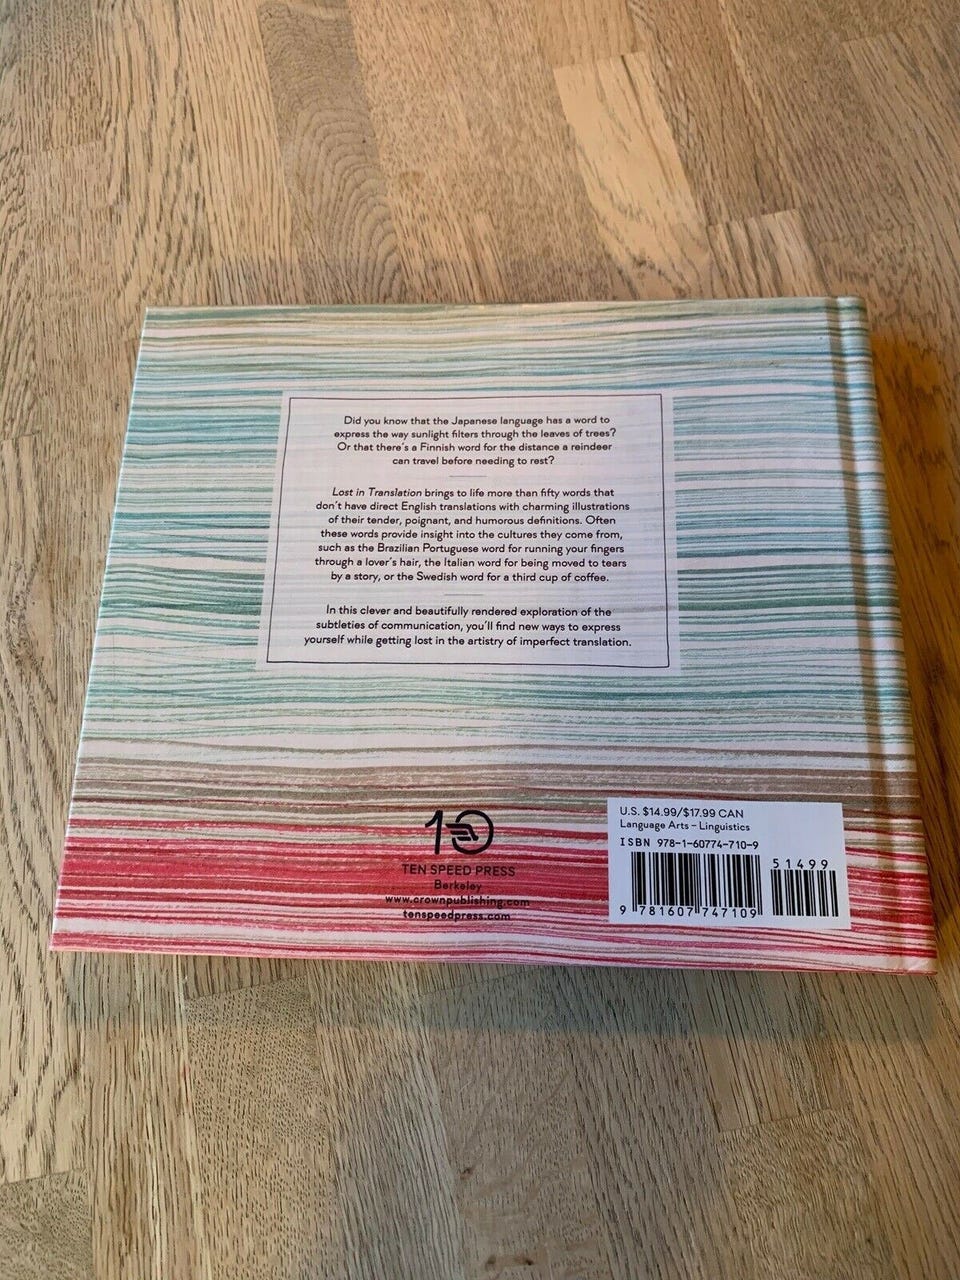 Did you know that the Japanese language has a word to
express the way sunlight filters through the leaves of trees?
Or that there's a Finnish word for the distance a reindeer
can travel before needing to rest?
Lost in Translation brings to life more than fifty words that
don't have direct English translations with charming illustrations
of their tender, poignant, and humorous definitions. Often
these words provide insight into the cultures they come from,
such as the Brazilian Portuguese word for running your fingers
through a lover's hair, the Italian word for being moved to tears
by a story, or the Swedish word for a third cup of coffee.
In this clever and beautifully rendered exploration of the
subtleties of communication, you'll find new ways to express
yourself while getting lost in the artistry of imperfect translation.
10
TEN SPEED PRESS
Berkeley
www.crownpublishing.com
tenspeedpress.com
U.S. $14.99/$17.99 CAN
Language Arts – Linguistics
ISBN 978-1-60774-710-9
51499
9 781607 747109